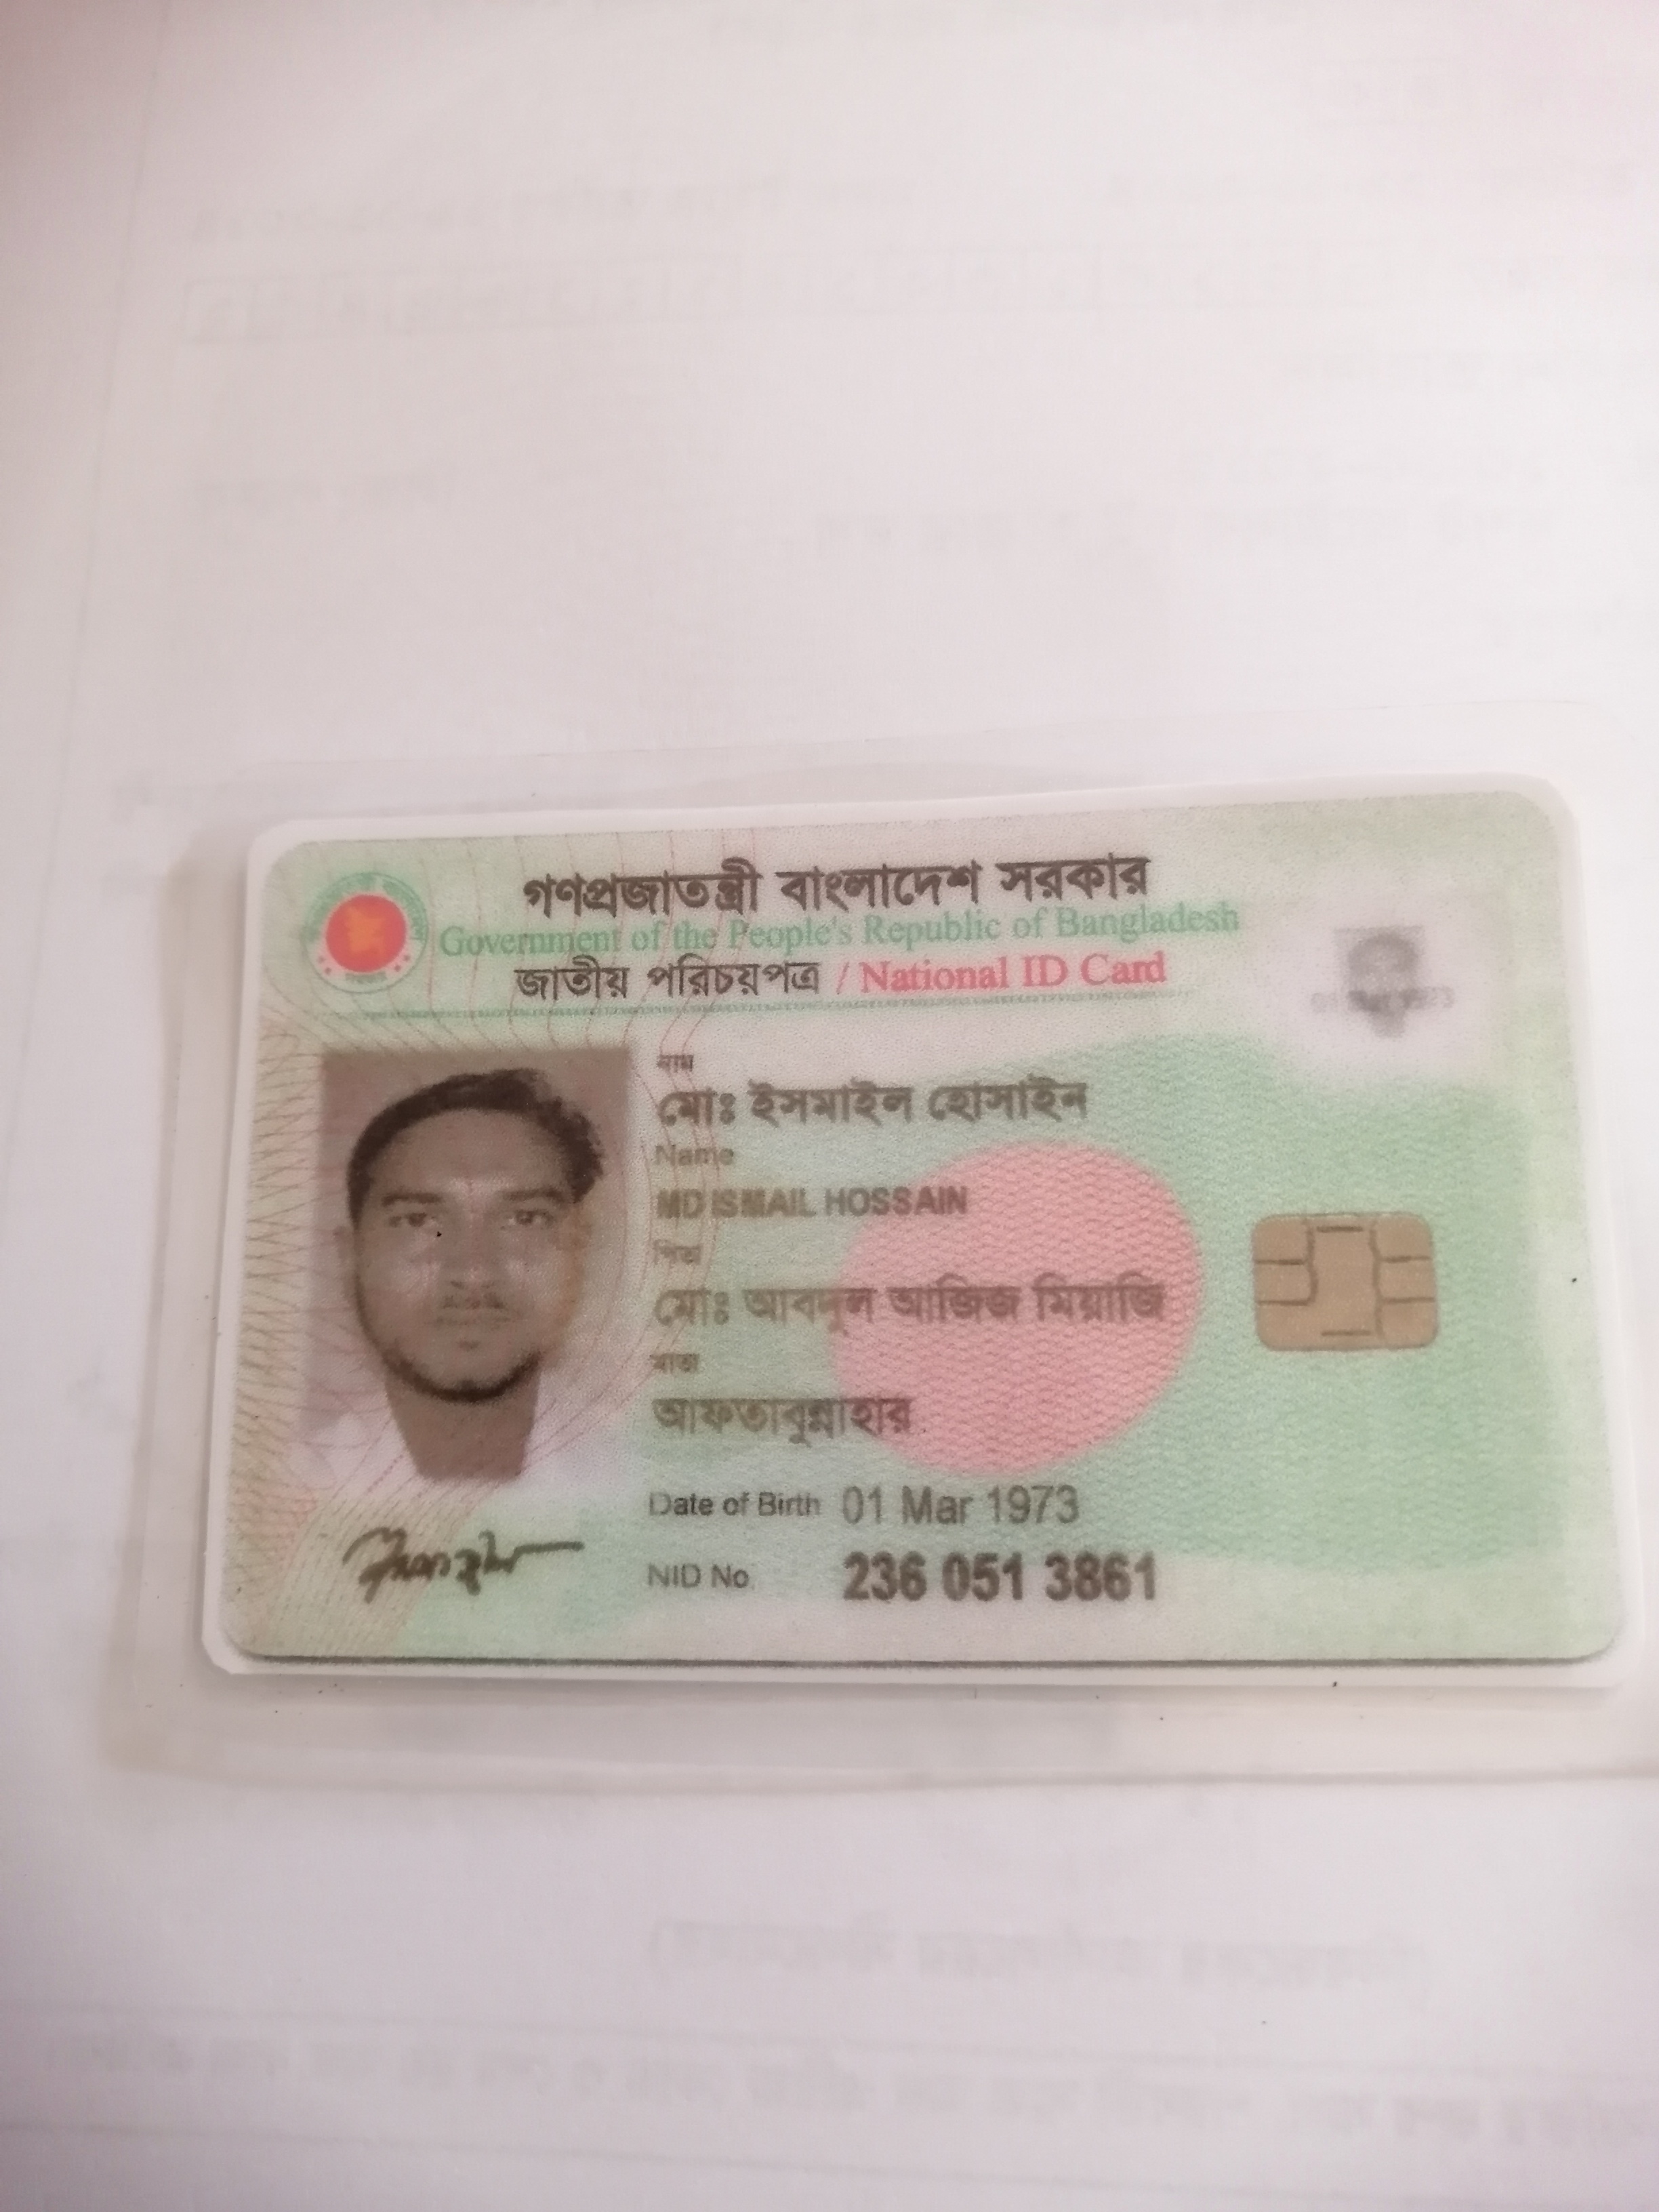 গণপ্রজাতন্ত্রী বাংলাদেশ সরকার
Government of the People's Republic of Bangladesh
জাতীয় পরিচয়পত্র / National ID Card
নাম
মোঃ ইসমাইল হোসাইন
Name
MD ISMAIL HOSSAIN
পিতা
মোঃ আবদুল আজিজ মিয়াজি
মাতা
আফতাবুন্নাহার
Date of Birth 01 Mar 1973
NID No. 236 051 3861